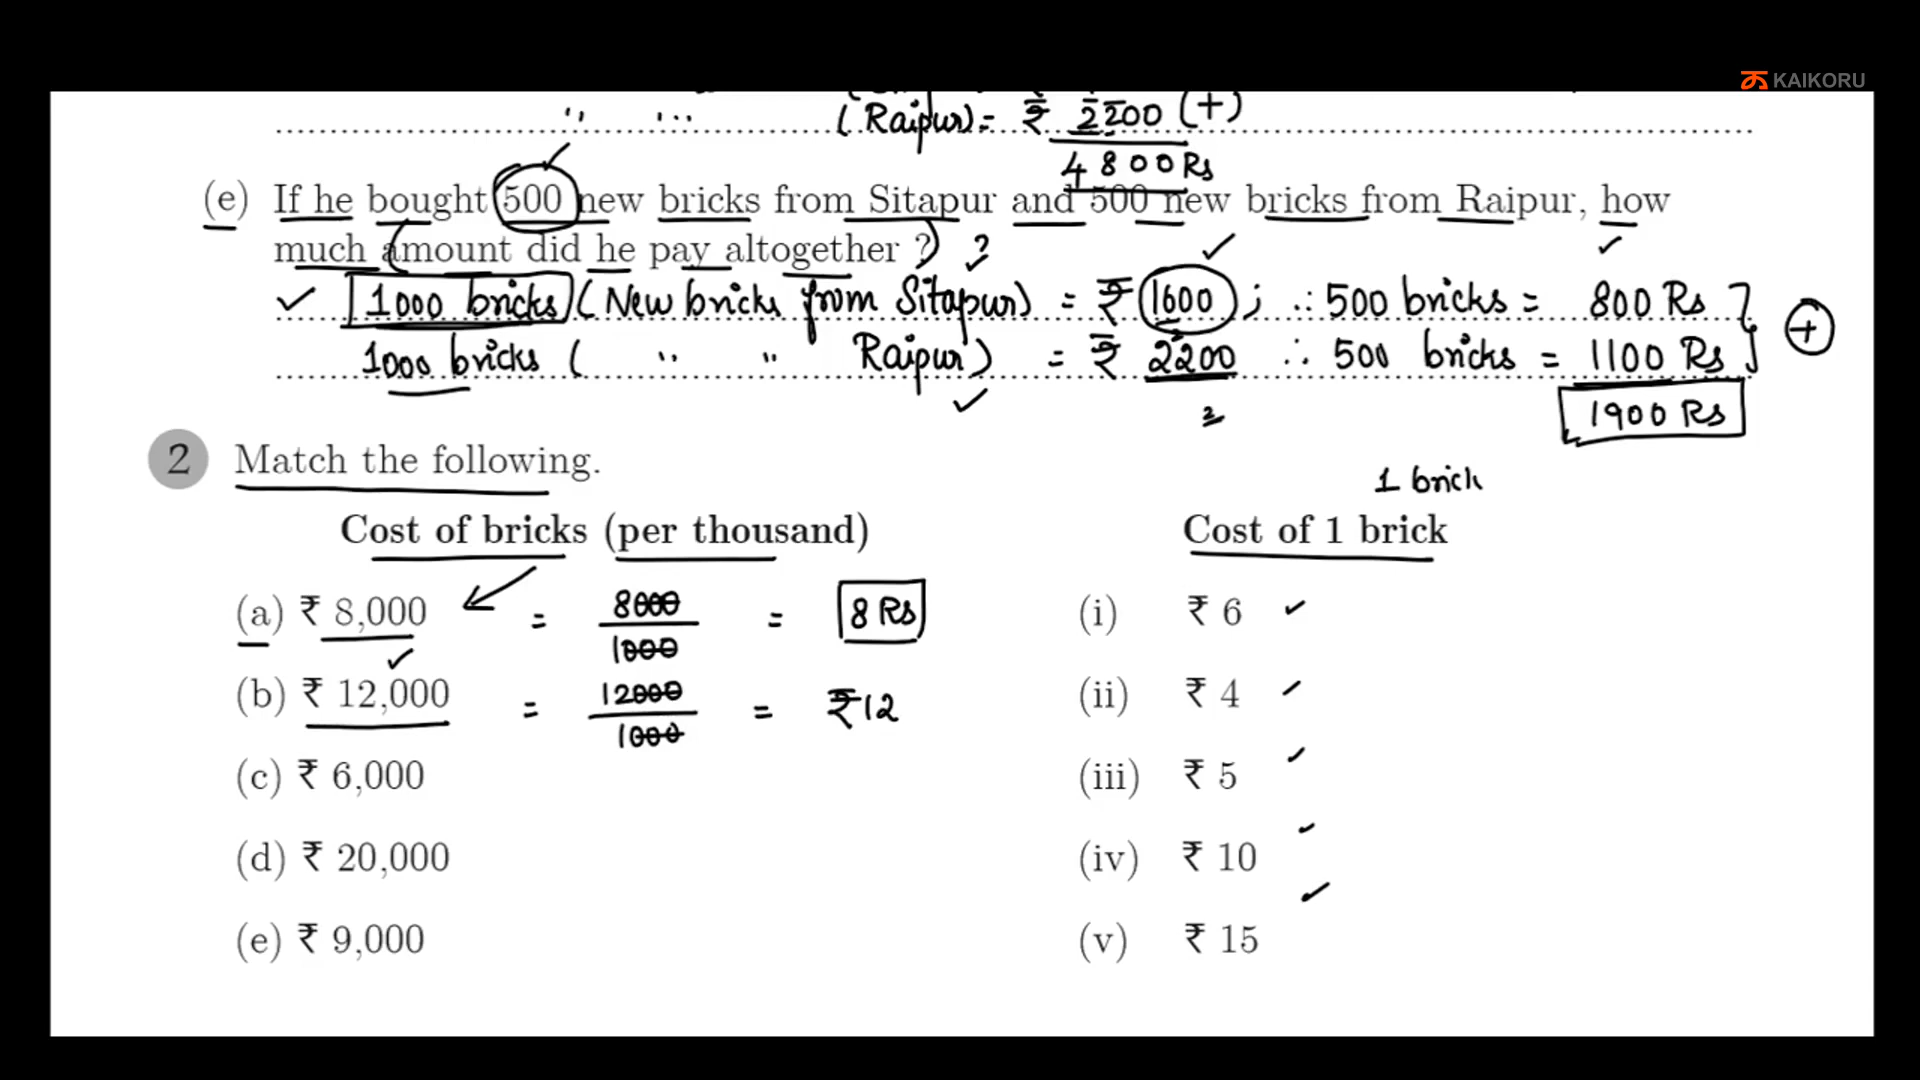 KAIKORU
" " (Raipur) = ₹ 2200 (+)
4800 Rs
(e) If he bought 500 new bricks from Sitapur and 500 new bricks from Raipur, how
much amount did he pay altogether ? ?
1000 bricks (New bricks from Sitapur) = ₹ 1600 ; ∴ 500 bricks = 800 Rs
1000 bricks ( " " Raipur) = ₹ 2200 ∴ 500 bricks = 1100 Rs
+
2
1900 Rs
2 Match the following.
1 brick
Cost of bricks (per thousand) Cost of 1 brick
(a) ₹ 8,000 = 8000/1000 = 8 Rs (i) ₹ 6
(b) ₹ 12,000 = 12000/1000 = ₹ 12 (ii) ₹ 4
(c) ₹ 6,000 (iii) ₹ 5
(d) ₹ 20,000 (iv) ₹ 10
(e) ₹ 9,000 (v) ₹ 15